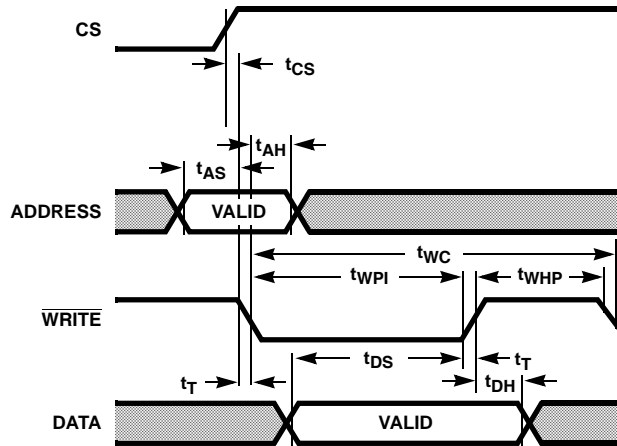 CS
tCS
tAH
tAS
ADDRESS
VALID
tWC
tWPI
tWHP
WRITE
tDS
tT
tT
tDH
DATA
VALID